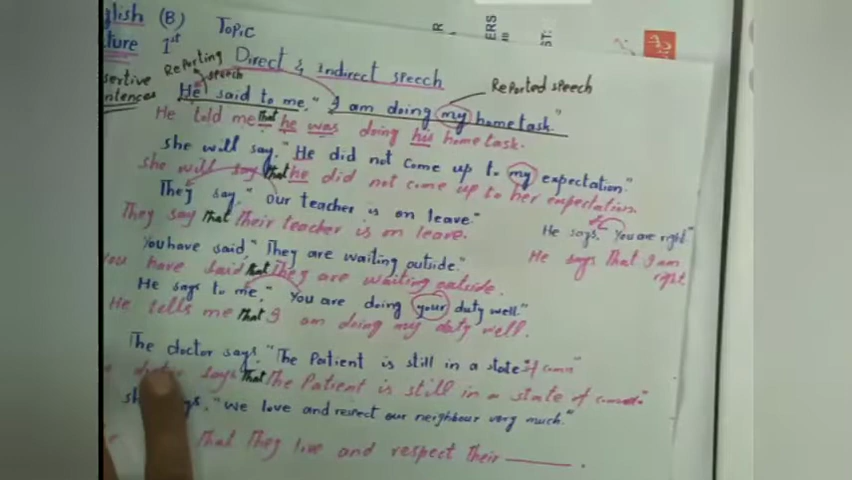 glish (B) Topic
ture 1st
Direct & indirect speech
Reporting speech
Reported speech
sertive
ntences
He said to me, "I am doing my home task."
He told me that he was doing his home task.
She will say, "He did not come up to my expectation."
she will say that he did not come up to her expectation.
They say, "our teacher is on leave"
They say that Their teacher is on leave.
He says, "You are right"
He says That I am right.
You have said, "They are waiting outside."
You have said that They are waiting outside.
He says to me, "You are doing your duty well."
He tells me that I am doing my duty well.
The doctor says, "The Patient is still in a state of
says That The Patient is still in a state of
"we love and respect our neighbour very much."
That They live and respect Their ______.
R
ERS
ST: